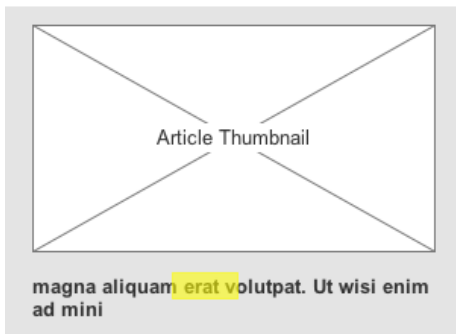 Article Thumbnail
magna aliquam erat volutpat. Ut wisi enim
ad mini